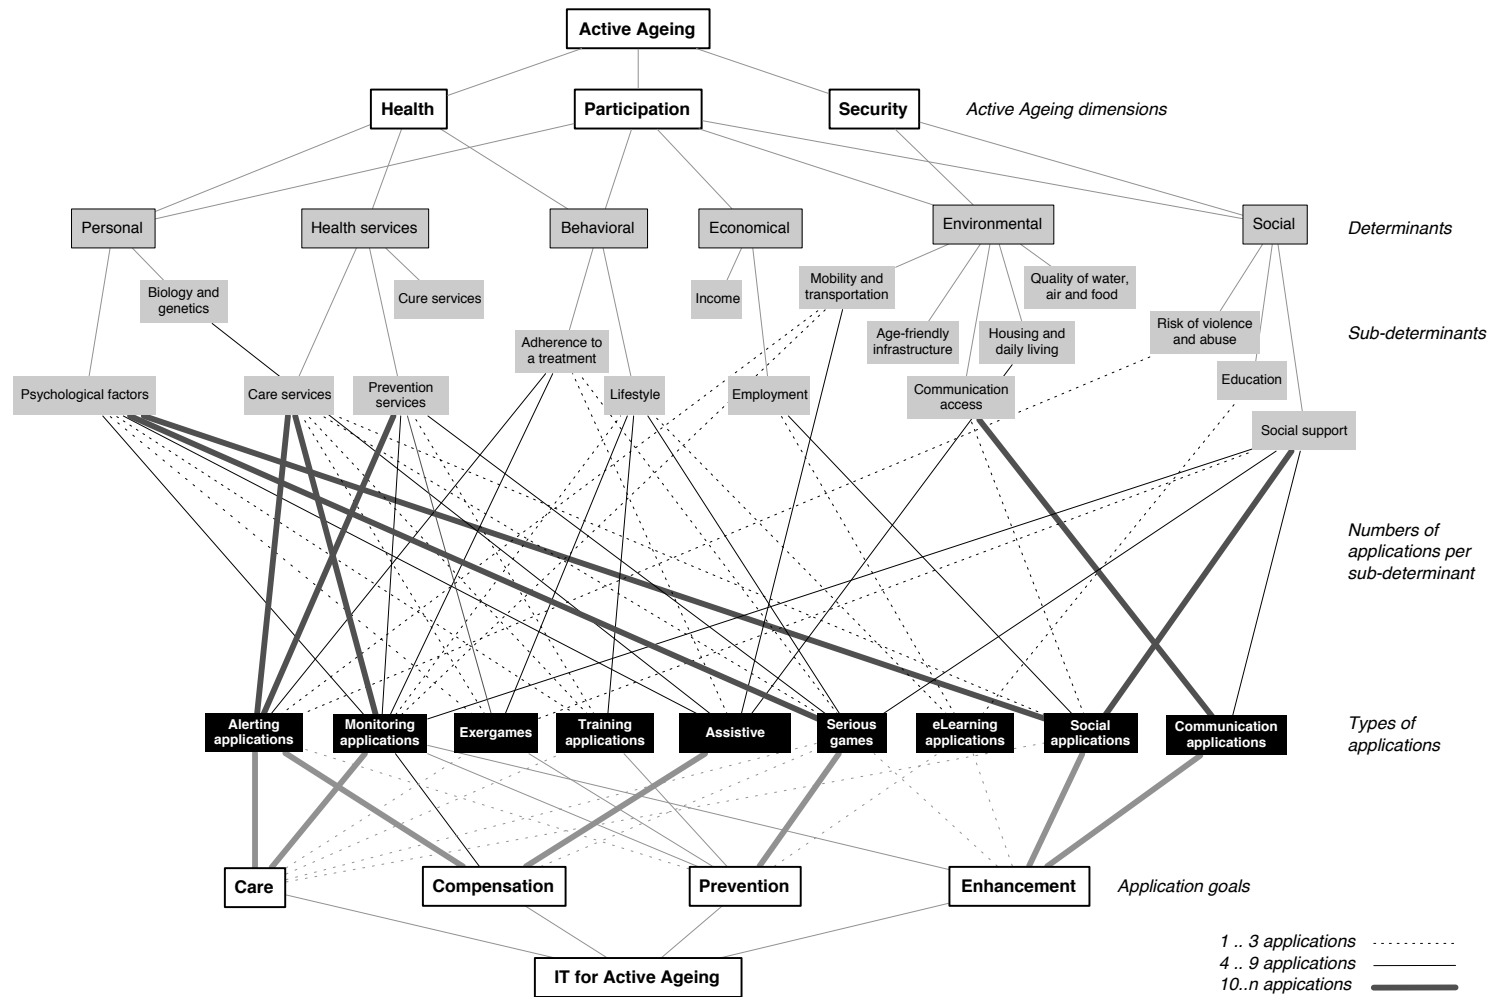 Active Ageing
Health
Participation
Security
Active Ageing dimensions
Personal
Health services
Behavioral
Economical
Environmental
Social
Determinants
Biology and
genetics
Cure services
Income
Mobility and
transportation
Quality of water,
air and food
Adherence to
a treatment
Age-friendly
infrastructure
Housing and
daily living
Risk of violence
and abuse
Sub-determinants
Psychological factors
Care services
Prevention
services
Lifestyle
Employment
Communication
access
Education
Social support
Numbers of
applications per
sub-determinant
Alerting
applications
Monitoring
applications
Exergames
Training
applications
Assistive
Serious
games
eLearning
applications
Social
applications
Communication
applications
Types of
applications
Care
Compensation
Prevention
Enhancement
Application goals
IT for Active Ageing
1 .. 3 applications
4 .. 9 applications
10..n appications